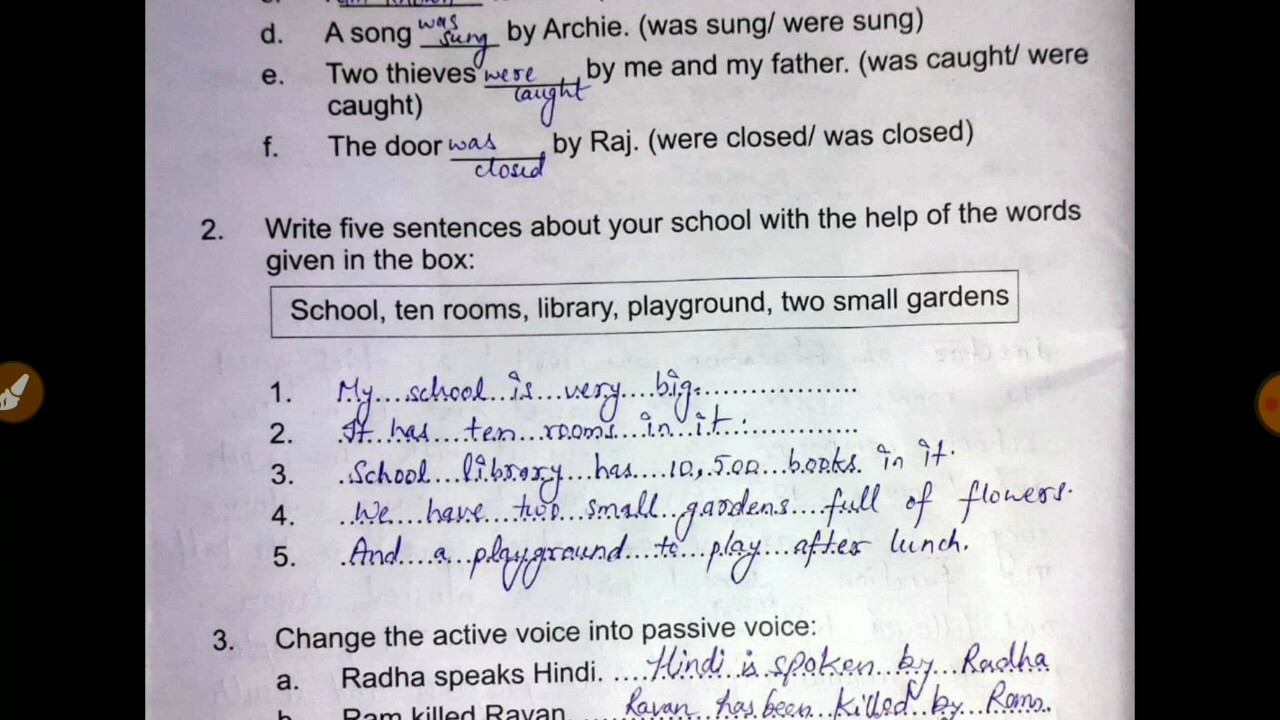 d. A song was sung by Archie. (was sung/ were sung)
e. Two thieves were caught by me and my father. (was caught/ were
caught)
f. The door was closed by Raj. (were closed/ was closed)
2. Write five sentences about your school with the help of the words
given in the box:
School, ten rooms, library, playground, two small gardens
1. My school is very big.
2. It has ten rooms in it.
3. School library has 10,500 books in it.
4. We have two small gardens full of flowers.
5. And a playground to play after lunch.
3. Change the active voice into passive voice:
a. Radha speaks Hindi. Hindi is spoken by Radha
Ram killed Ravan. Ravan has been killed by Ram.